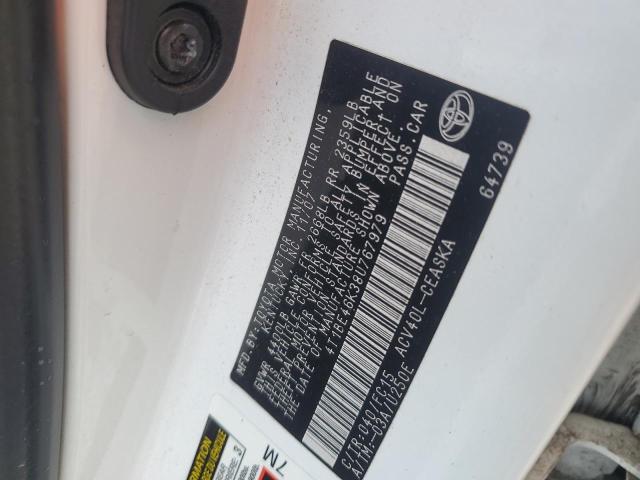 MFD.BY:TOYOTA MOTOR MANUFACTURING,
KENTUCKY, INC. 11/07
GVWR 4400LB GAWR FR 2668LB RR 2359LB
THIS VEHICLE CONFORMS TO ALL APPLICABLE
FEDERAL MOTOR VEHICLE SAFETY, BUMPER AND
THEFT PREVENTION STANDARDS IN EFFECT ON
THE DATE OF MANUFACTURE SHOWN ABOVE.
4T1BE46K38U767979 PASS.CAR
C/TR:040/FC15 ACV40L-CEASKA
A/TM:-03A/U250E
64739
7M